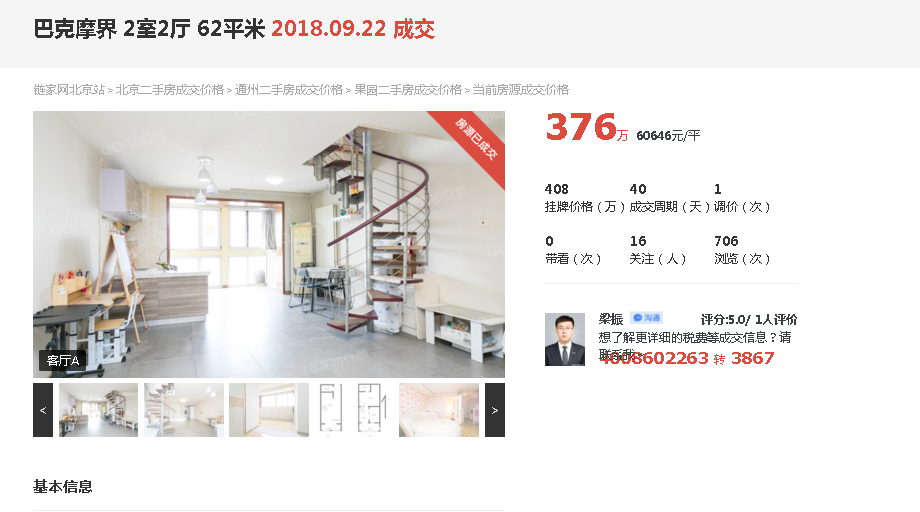 巴克摩界 2室2厅 62平米 2018.09.22 成交
链家网北京站 > 北京二手房成交价格 > 通州二手房成交价格 > 果园二手房成交价格 > 当前房源成交价格
房源已成交
376万 60646元/平
408 40 1
挂牌价格（万） 成交周期（天） 调价（次）
0 16 706
带看（次） 关注（人） 浏览（次）
梁振 沟通 评分:5.0/ 1人评价
想了解更详细的税费等成交信息？请
联系我~
4008602263 转 3867
客厅A
< >
基本信息